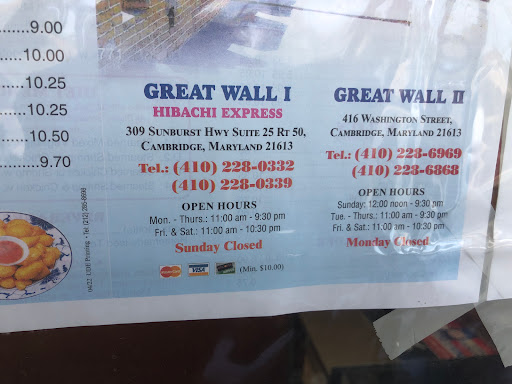 9.00
10.00
10.25
10.25
10.50
9.70
GREAT WALL I
HIBACHI EXPRESS
309 SUNBURST HWY SUITE 25 RT 50,
CAMBRIDGE, MARYLAND 21613
Tel.: (410) 228-0332
(410) 228-0339
OPEN HOURS
Mon. - Thurs.: 11:00 am - 9:30 pm
Fri. & Sat.: 11:00 am - 10:30 pm
Sunday Closed
VISA (Min. $10.00)
GREAT WALL II
416 WASHINGTON STREET,
CAMBRIDGE, MARYLAND 21613
Tel.: (410) 228-6969
(410) 228-6868
OPEN HOURS
Sunday: 12:00 noon - 9:30 pm
Tue. - Thurs.: 11:00 am - 9:30 pm
Fri. & Sat.: 11:00 am - 10:30 pm
Monday Closed